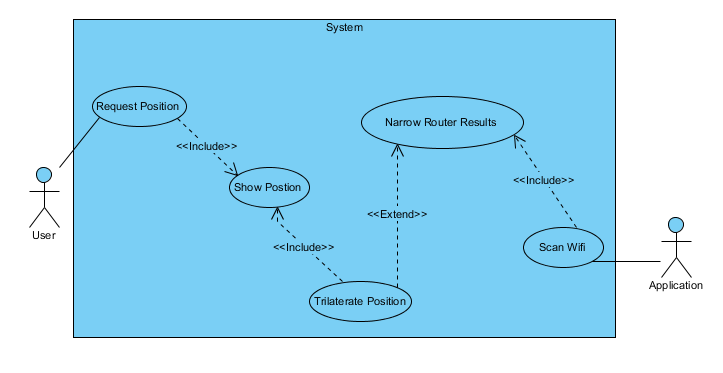 System
Request Position
Narrow Router Results
<<Include>>
<<Include>>
Show Postion
<<Extend>>
User
<<Include>>
Scan Wifi
Application
Trilaterate Position